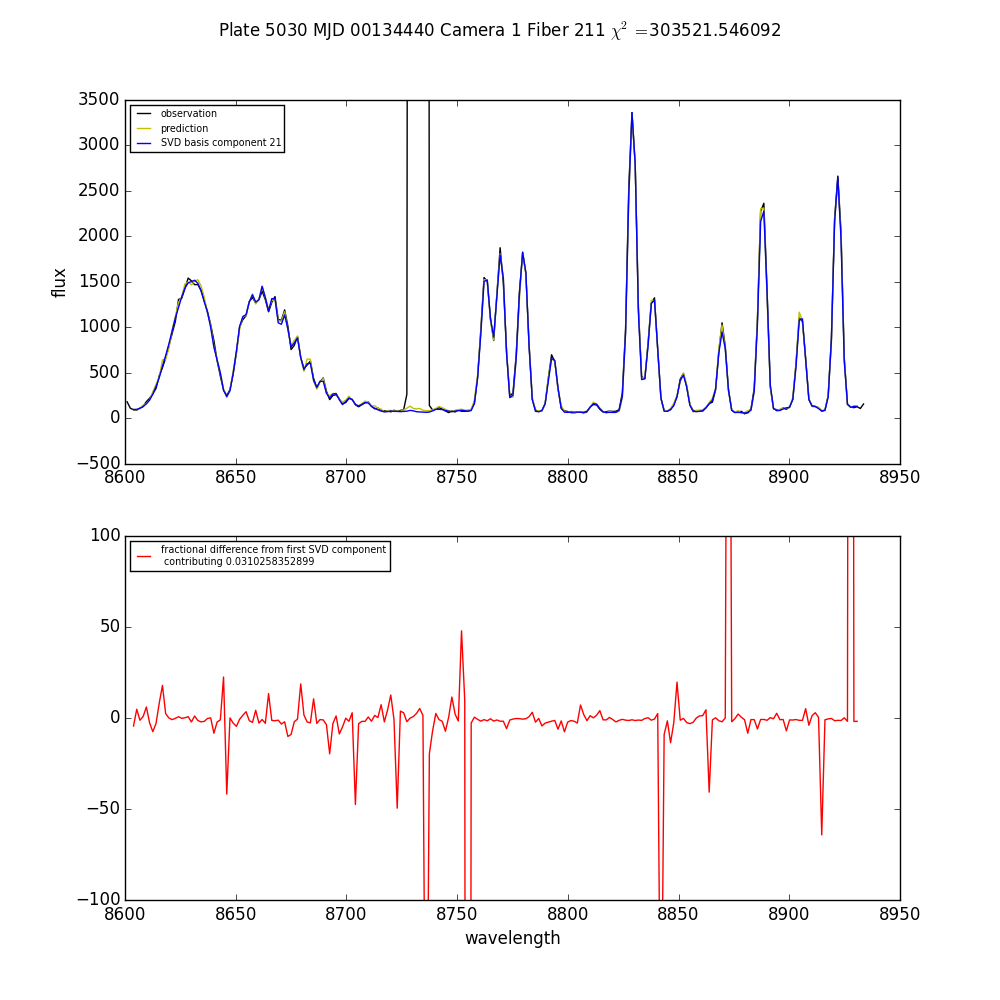 Plate 5030 MJD 00134440 Camera 1 Fiber 211 χ² =303521.546092
3500
3000
2500
2000
1500
1000
500
0
−500
flux
observation
prediction
SVD basis component 21
8600 8650 8700 8750 8800 8850 8900 8950
100
50
0
−50
−100
fractional difference from first SVD component
contributing 0.0310258352899
8600 8650 8700 8750 8800 8850 8900 8950
wavelength